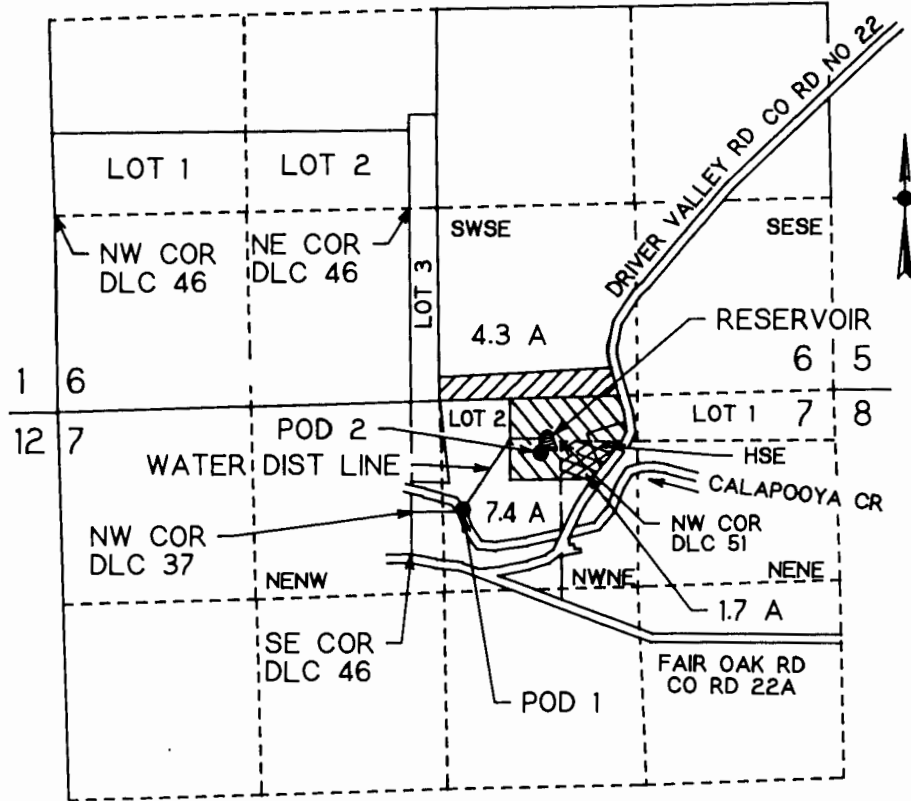 DRIVER VALLEY RD CO RD NO 22
LOT 1
LOT 2
NW COR
DLC 46
NE COR
DLC 46
LOT 3
SWSE
SESE
4.3 A
RESERVOIR
6 5
1 6
12 7
LOT 2
LOT 1
7 8
POD 2
HSE
WATER DIST LINE
CALAPOOYA CR
7.4 A
NW COR
DLC 51
NW COR
DLC 37
NENW
NWNE
NENE
1.7 A
SE COR
DLC 46
FAIR OAK RD
CO RD 22A
POD 1